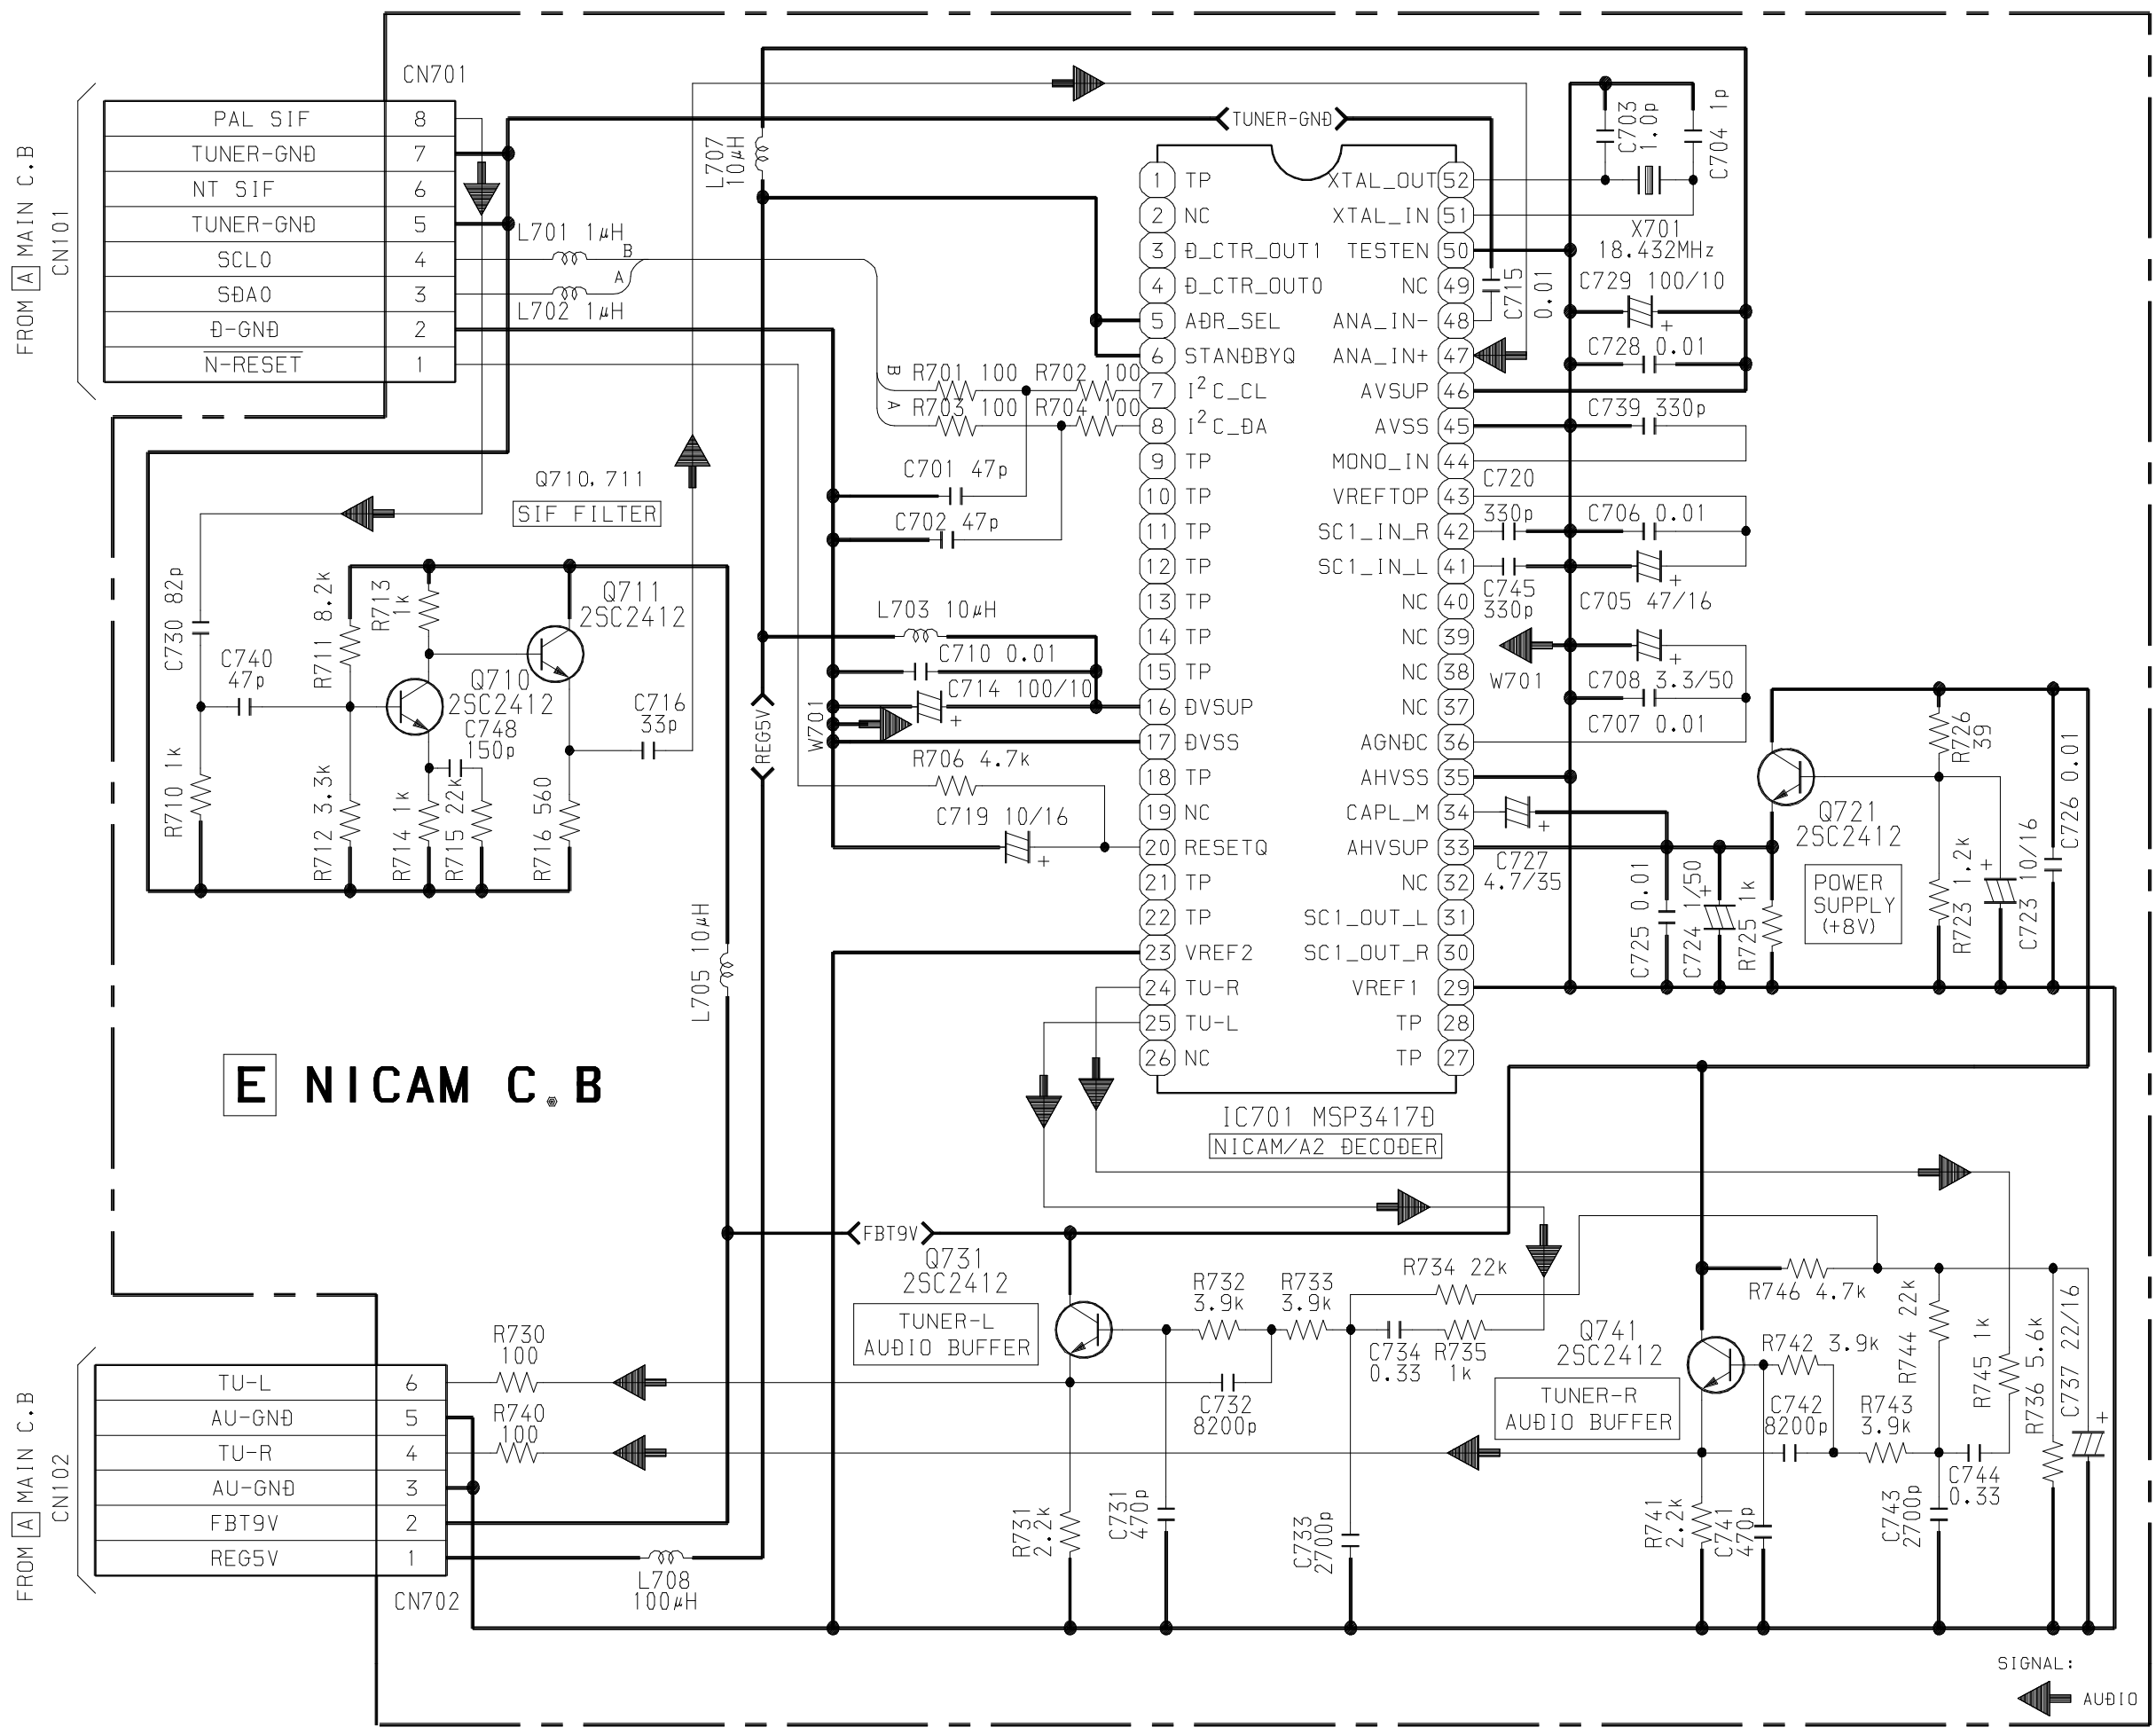 CN701
FROM A MAIN C.B
CN101
PAL SIF 8
TUNER-GND 7
NT SIF 6
TUNER-GND 5
SCL0 4
SDA0 3
D-GND 2
N-RESET 1
L701 1µH
B
A
L702 1µH
L707
10µH
TUNER-GND
C703
1.0p
C704 1p
X701
18.432MHz
C715
0.01
C729 100/10
+
C728 0.01
C739 330p
1 TP
2 NC
3 D_CTR_OUT1
4 D_CTR_OUT0
5 ADR_SEL
6 STANDBYQ
7 I²C_CL
8 I²C_DA
9 TP
10 TP
11 TP
12 TP
13 TP
14 TP
15 TP
16 DVSUP
17 DVSS
18 TP
19 NC
20 RESETQ
21 TP
22 TP
23 VREF2
24 TU-R
25 TU-L
26 NC
XTAL_OUT 52
XTAL_IN 51
TESTEN 50
NC 49
ANA_IN- 48
ANA_IN+ 47
AVSUP 46
AVSS 45
MONO_IN 44
VREFTOP 43
SC1_IN_R 42
SC1_IN_L 41
NC 40
NC 39
NC 38
NC 37
AGNDC 36
AHVSS 35
CAPL_M 34
AHVSUP 33
NC 32
SC1_OUT_L 31
SC1_OUT_R 30
VREF1 29
TP 28
TP 27
IC701 MSP3417D
NICAM/A2 DECODER
B
A
R701 100
R702 100
R703 100
R704 100
C701 47p
C702 47p
Q710,711
SIF FILTER
C730 82p
C740
47p
R710 1k
R711 8.2k
R713
1k
Q711
2SC2412
Q710
2SC2412
C748
150p
C716
33p
R712 3.3k
R714 1k
R715 22k
R716 560
L703 10µH
C710 0.01
C714 100/10
+
W701
REG5V
R706 4.7k
C719 10/16
+
C720
330p
C706 0.01
+
C745
330p
C705 47/16
W701
+
C708 3.3/50
C707 0.01
+
C727
4.7/35
C725 0.01
C724 1/50
+
R725 1k
Q721
2SC2412
POWER
SUPPLY
(+8V)
R726
39
R723 1.2k
+
C723 10/16
C726 0.01
L705 10µH
E NICAM C.B
FBT9V
Q731
2SC2412
TUNER-L
AUDIO BUFFER
R732
3.9k
R733
3.9k
R734 22k
C734
0.33
R735
1k
C732
8200p
R731
2.2k
C731
470p
C733
2700p
Q741
2SC2412
TUNER-R
AUDIO BUFFER
R746 4.7k
R742 3.9k
C742
8200p
R743
3.9k
R744 22k
R745 1k
R736 5.6k
C737 22/16
+
C744
0.33
R741
2.2k
C741
470p
C743
2700p
FROM A MAIN C.B
CN102
TU-L 6
AU-GND 5
TU-R 4
AU-GND 3
FBT9V 2
REG5V 1
CN702
R730
100
R740
100
L708
100µH
SIGNAL:
AUDIO